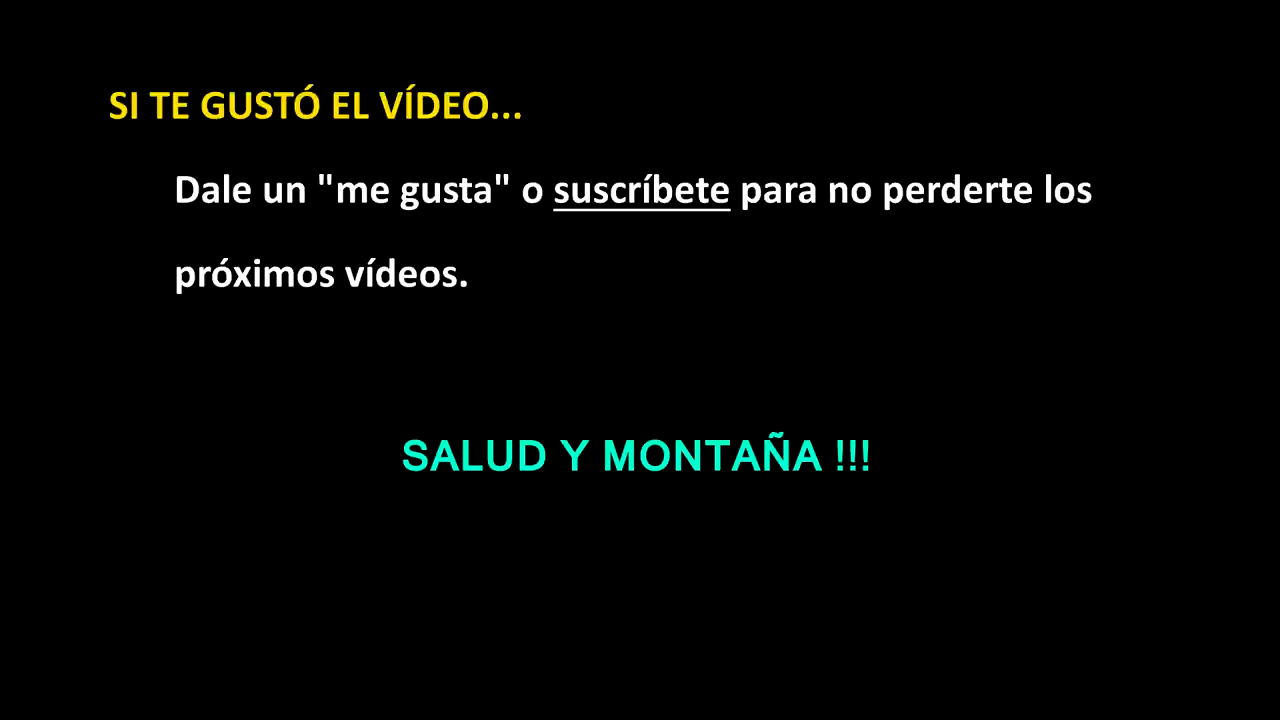 SI TE GUSTÓ EL VÍDEO...
Dale un "me gusta" o suscríbete para no perderte los
próximos vídeos.
SALUD Y MONTAÑA !!!